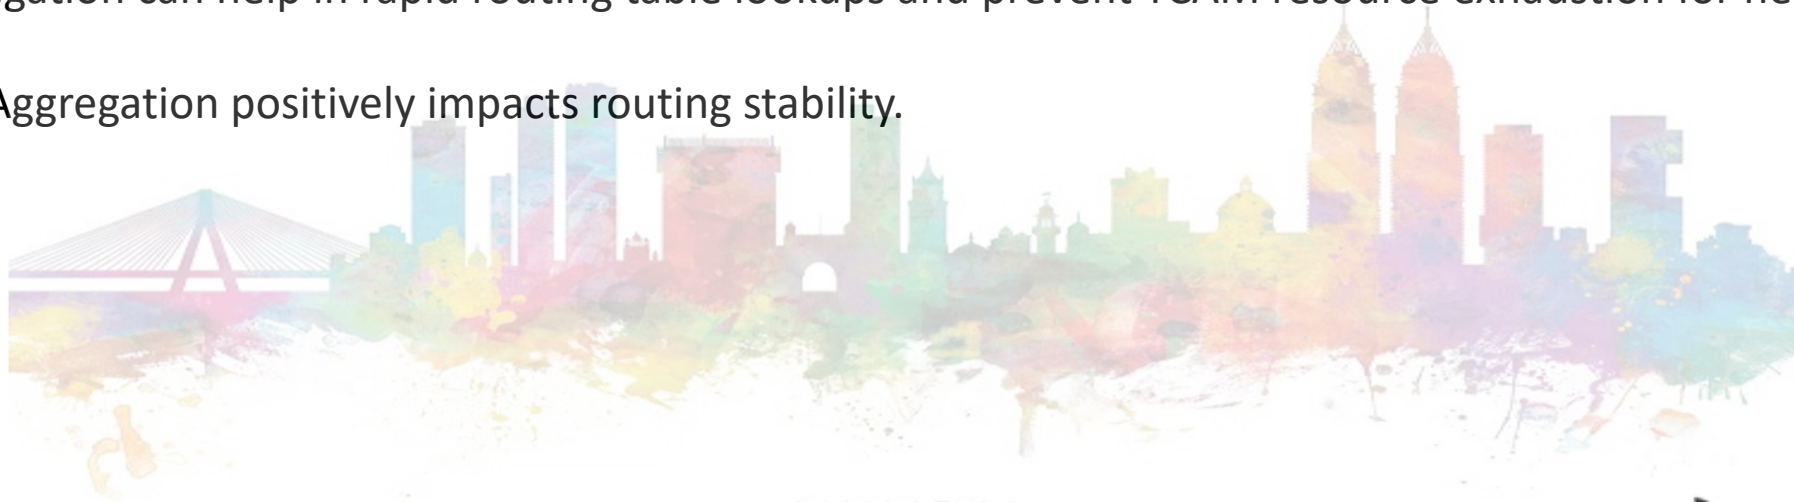 gation can help in rapid routing table lookups and prevent TCAM resource exhaustion for
Aggregation positively impacts routing stability.